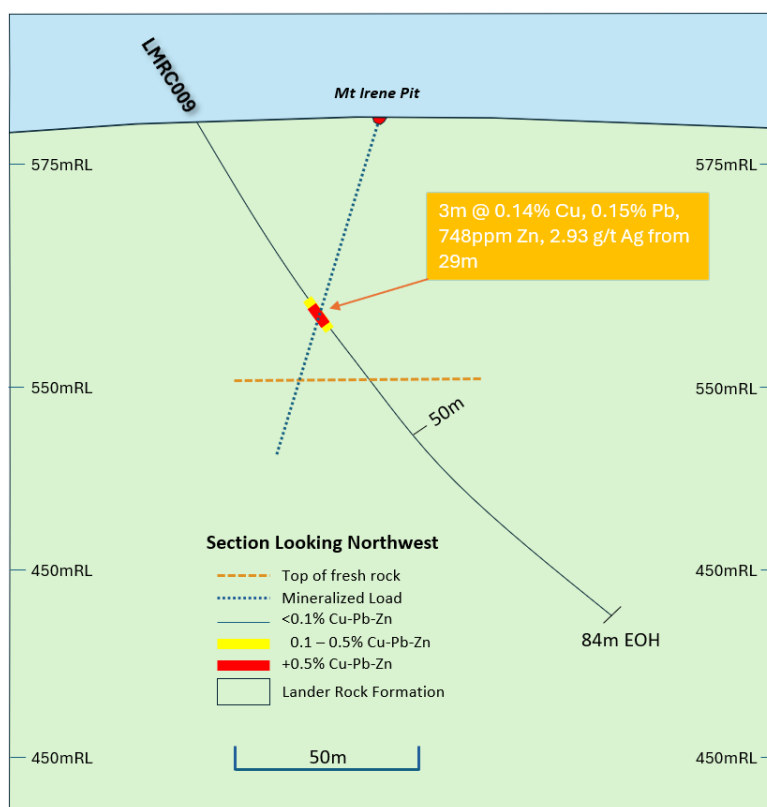 LMRC009
Mt Irene Pit
575mRL
575mRL
3m @ 0.14% Cu, 0.15% Pb,
748ppm Zn, 2.93 g/t Ag from
29m
550mRL
550mRL
50m
Section Looking Northwest
Top of fresh rock
Mineralized Load
<0.1% Cu-Pb-Zn
0.1 – 0.5% Cu-Pb-Zn
+0.5% Cu-Pb-Zn
Lander Rock Formation
450mRL
450mRL
84m EOH
50m
450mRL
450mRL